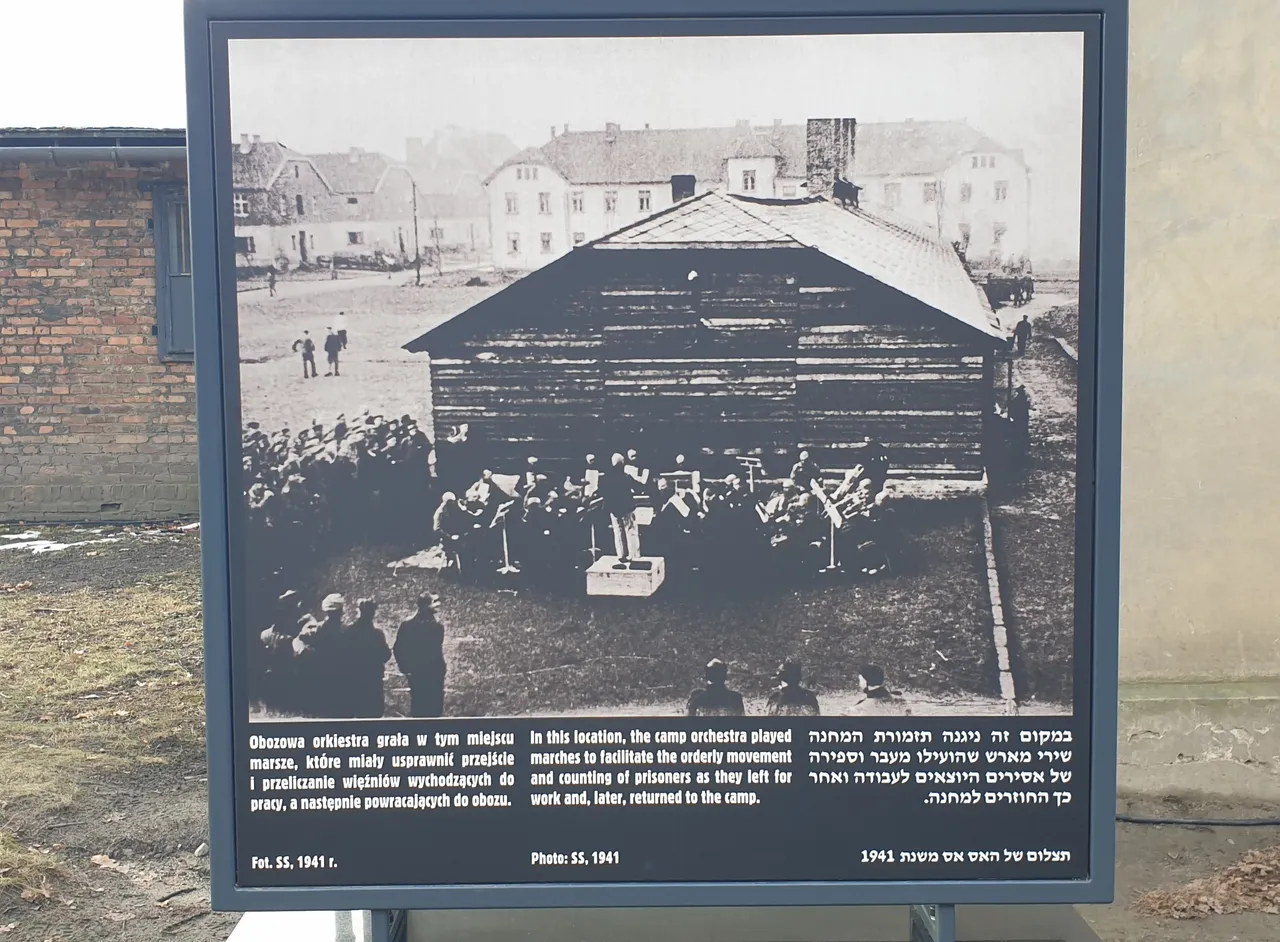 Obozowa orkiestra grała w tym miejscu
marsze, które miały usprawnić przejście
i przeliczanie więźniów wychodzących do
pracy, a następnie powracających do obozu.
Fot. SS, 1941 r.
In this location, the camp orchestra played
marches to facilitate the orderly movement
and counting of prisoners as they left for
work and, later, returned to the camp.
Photo: SS, 1941
במקום זה ניגנה תזמורת המחנה
שירי מארש שהועילו מעבר וספירה
של אסירים היוצאים לעבודה ואחר
כך החוזרים למחנה.
תצלום של האס אס משנת 1941